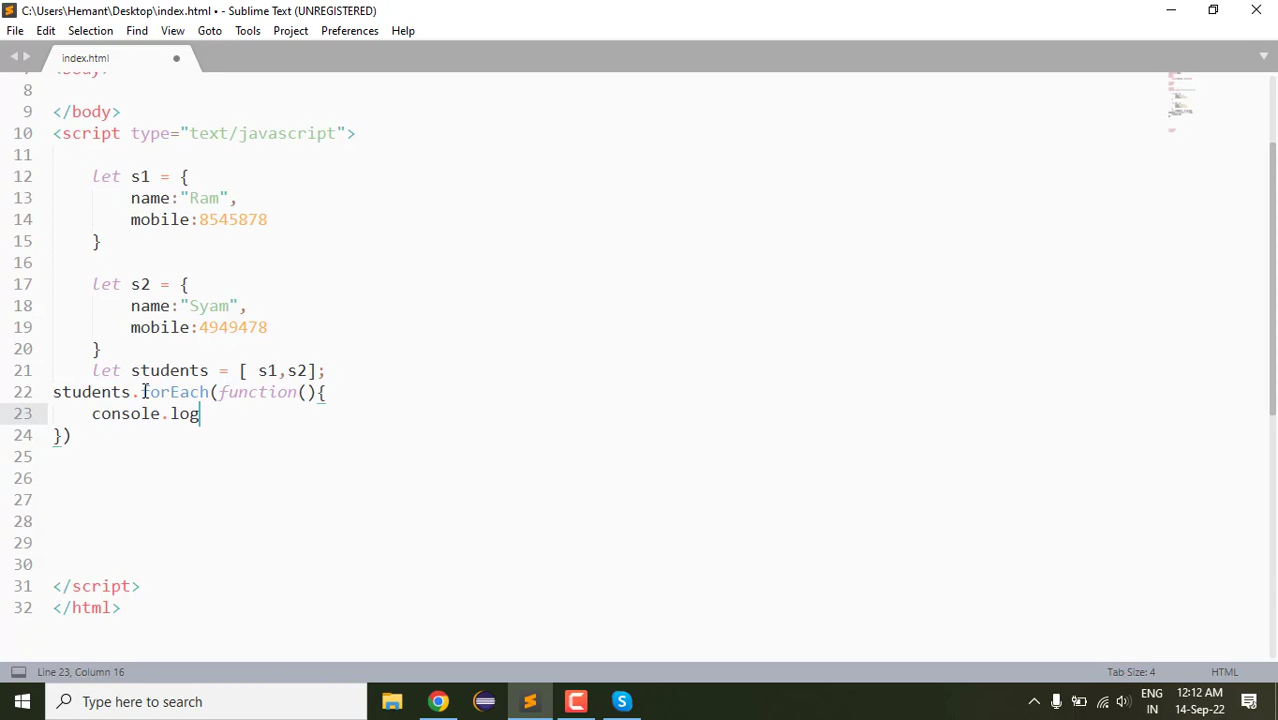 C:\Users\Hemant\Desktop\index.html • - Sublime Text (UNREGISTERED)
File Edit Selection Find View Goto Tools Project Preferences Help
index.html
7 <body>
8
9 </body>
10 <script type="text/javascript">
11
12 let s1 = {
13 name:"Ram",
14 mobile:8545878
15 }
16
17 let s2 = {
18 name:"Syam",
19 mobile:4949478
20 }
21 let students = [ s1,s2];
22 students.forEach(function(){
23 console.log
24 })
25
26
27
28
29
30
31 </script>
32 </html>
Line 23, Column 16 Tab Size: 4 HTML
Type here to search
ENG 12:12 AM
IN 14-Sep-22